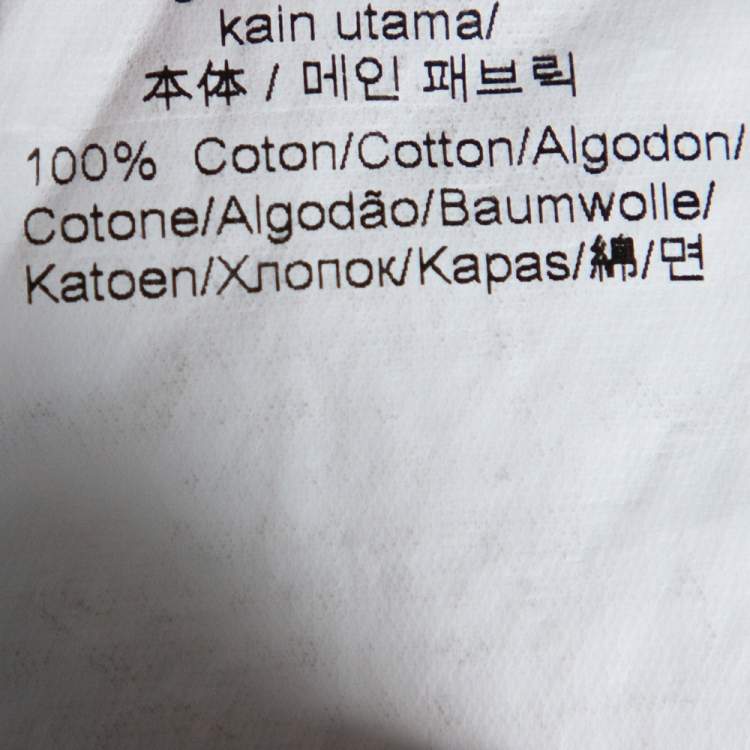 kain utama/
本体 / 메인 패브릭
100% Coton/Cotton/Algodon/
Cotone/Algodão/Baumwolle/
Katoen/Хлопок/Kapas/綿/면